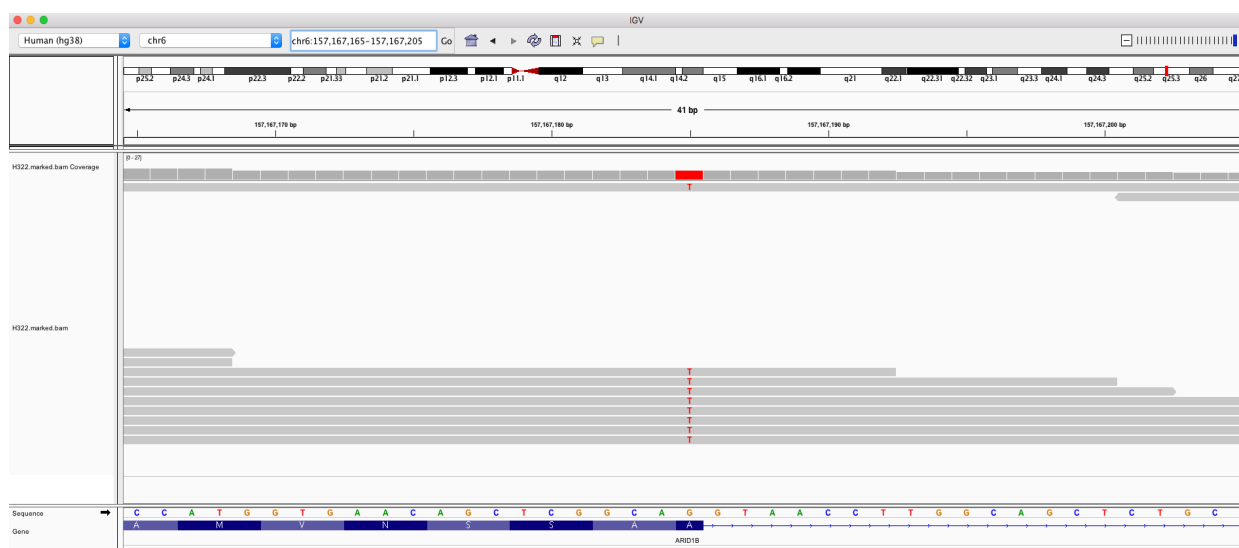 IGV
Human (hg38) chr6 chr6:157,167,165-157,167,205 Go
p25.2 p24.3 p24.1 p22.3 p22.2 p21.33 p21.2 p21.1 p12.3 p12.1 p11.1 q12 q13 q14.1 q14.2 q15 q16.1 q16.2 q21 q22.1 q22.31 q22.32 q23.1 q23.3 q24.1 q24.3 q25.2 q25.3 q26
41 bp
157,167,170 bp 157,167,180 bp 157,167,190 bp 157,167,200 bp
[0 - 27]
H322.marked.bam Coverage
T
H322.marked.bam
T
T
T
T
T
T
T
T
Sequence C C A T G G T G A A C A G C T C G G C A G G T A A C C T T G G C A G C T C T G C
Gene A M V N S S A A
ARID1B